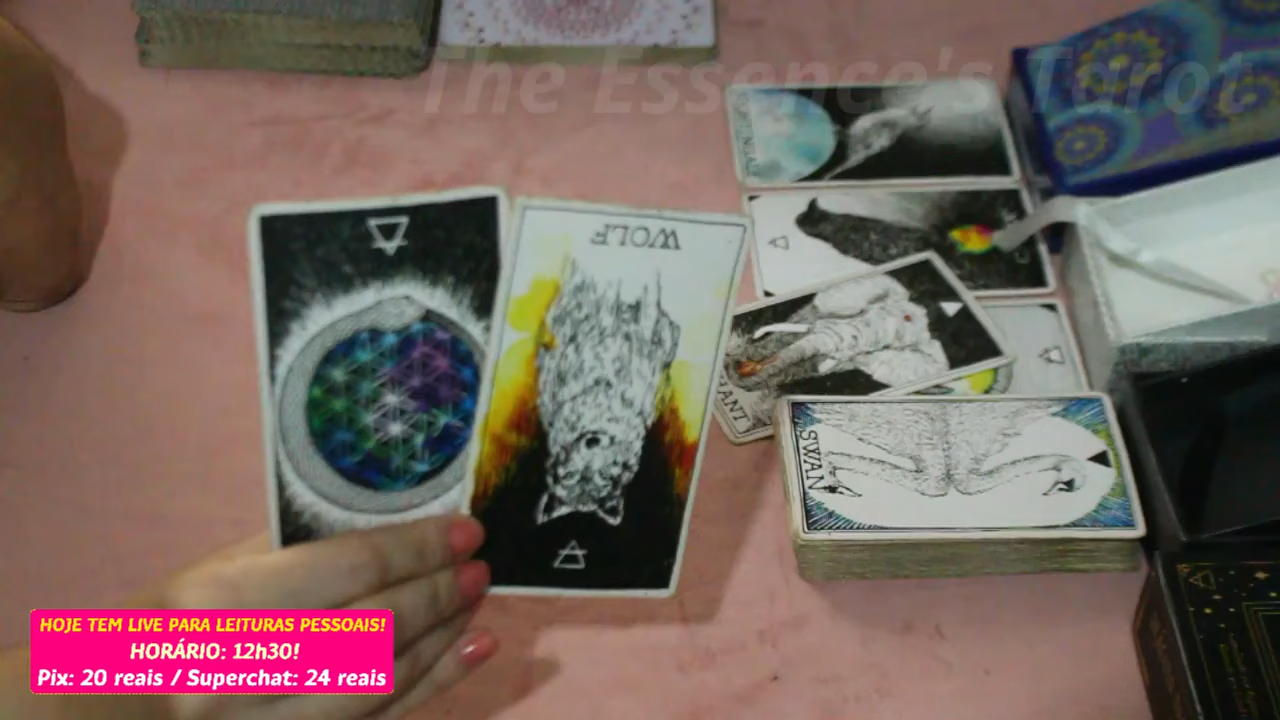 The Essence's Tarot
WOLF
SWAN
HOJE TEM LIVE PARA LEITURAS PESSOAIS!
HORÁRIO: 12h30!
Pix: 20 reais / Superchat: 24 reais